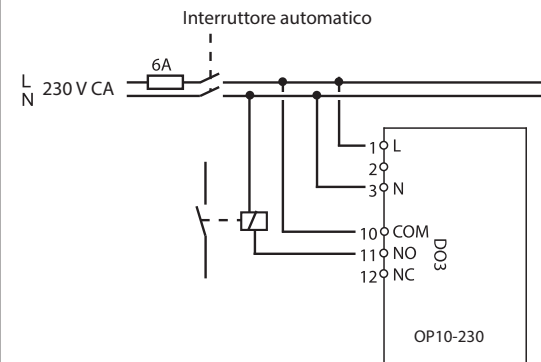 Interruttore automatico
6A
L
N
230 V CA
1 L
2
3 N
10 COM
11 NO
12 NC
DO3
OP10-230